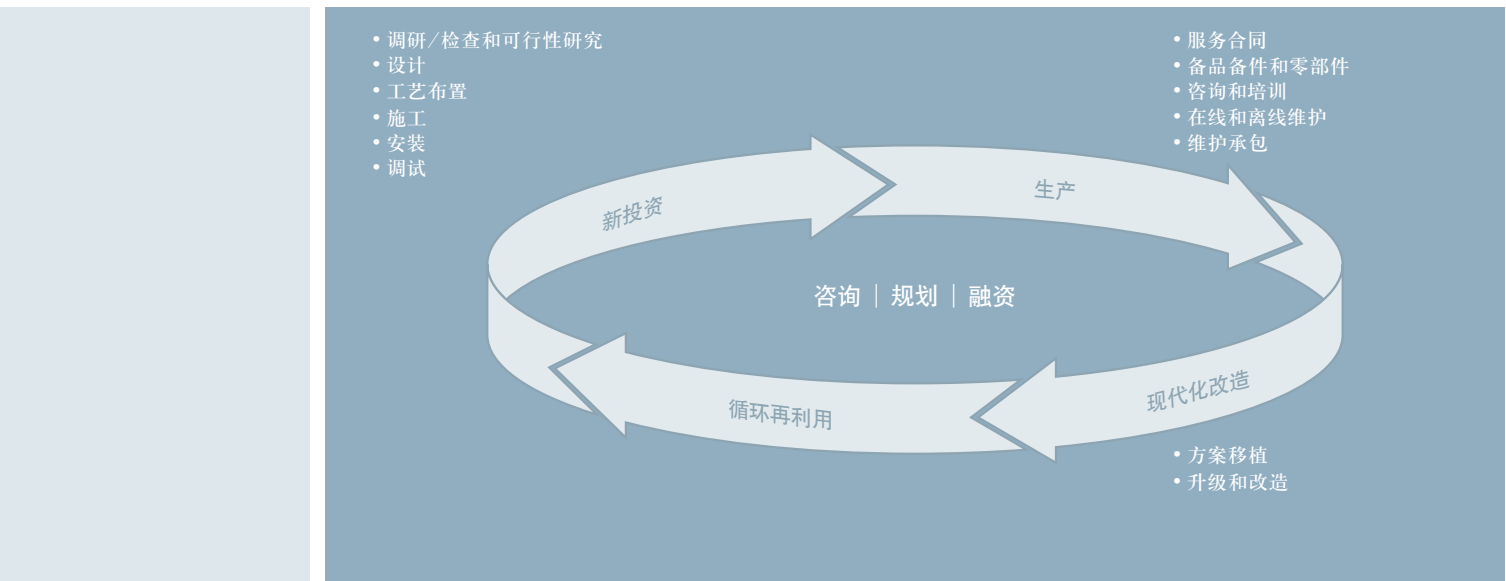 • 调研/检查和可行性研究
• 设计
• 工艺布置
• 施工
• 安装
• 调试
• 服务合同
• 备品备件和零部件
• 咨询和培训
• 在线和离线维护
• 维护承包
新投资
生产
咨询 | 规划 | 融资
循环再利用
现代化改造
• 方案移植
• 升级和改造